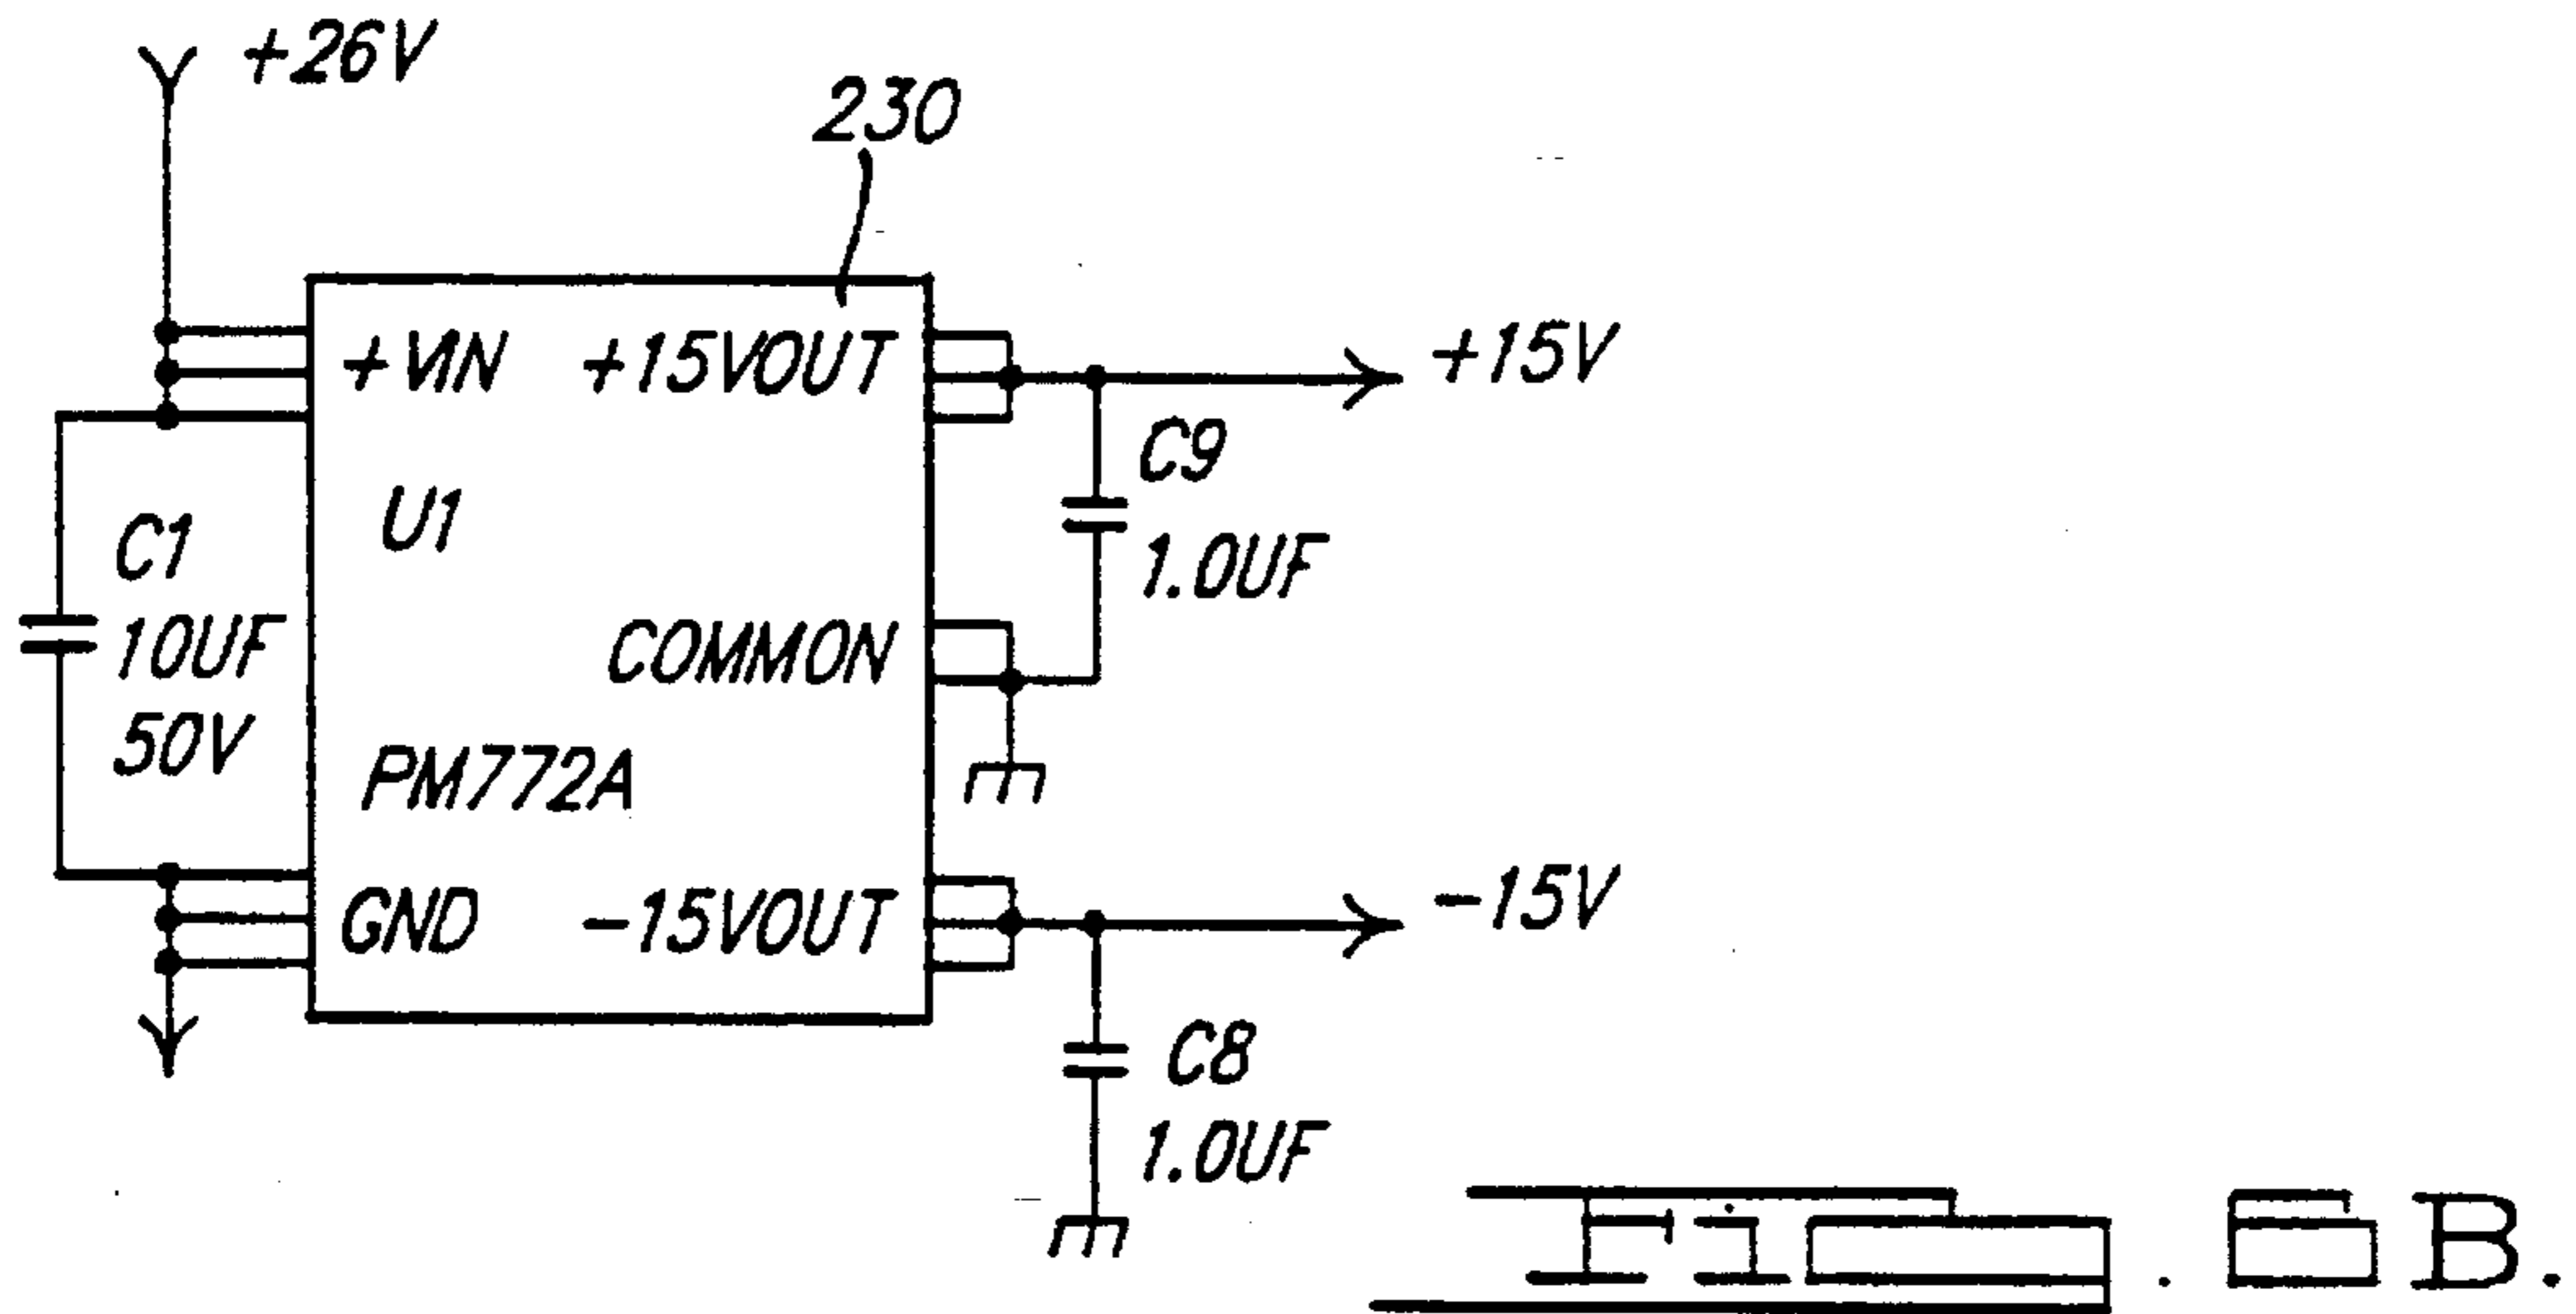 +26V
230
+VIN
+15VOUT
+15V
C9
1.0UF
U1
C1
10UF
50V
COMMON
PM772A
GND
-15VOUT
-15V
C8
1.0UF
FIG. 6B.